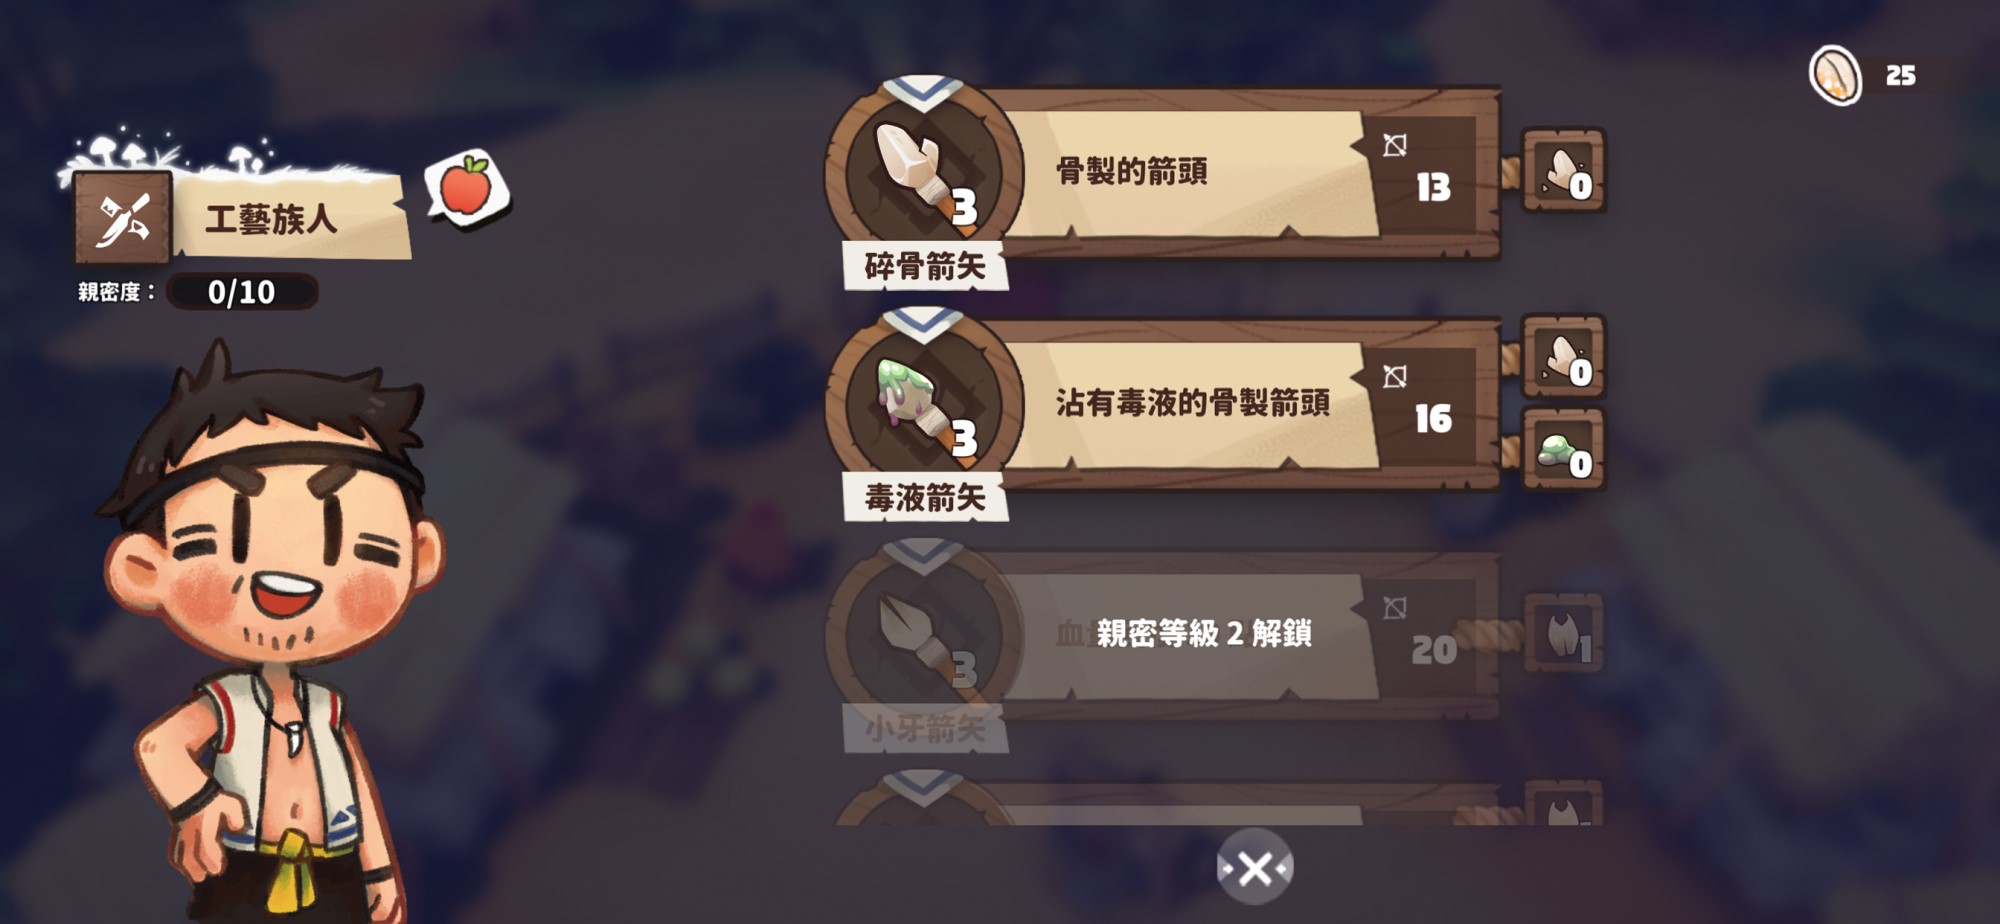 25
工藝族人
親密度：
0/10
骨製的箭頭
13
0
3
碎骨箭矢
沾有毒液的骨製箭頭
16
0
0
3
毒液箭矢
血
親密等級 2 解鎖
20
1
3
小牙箭矢